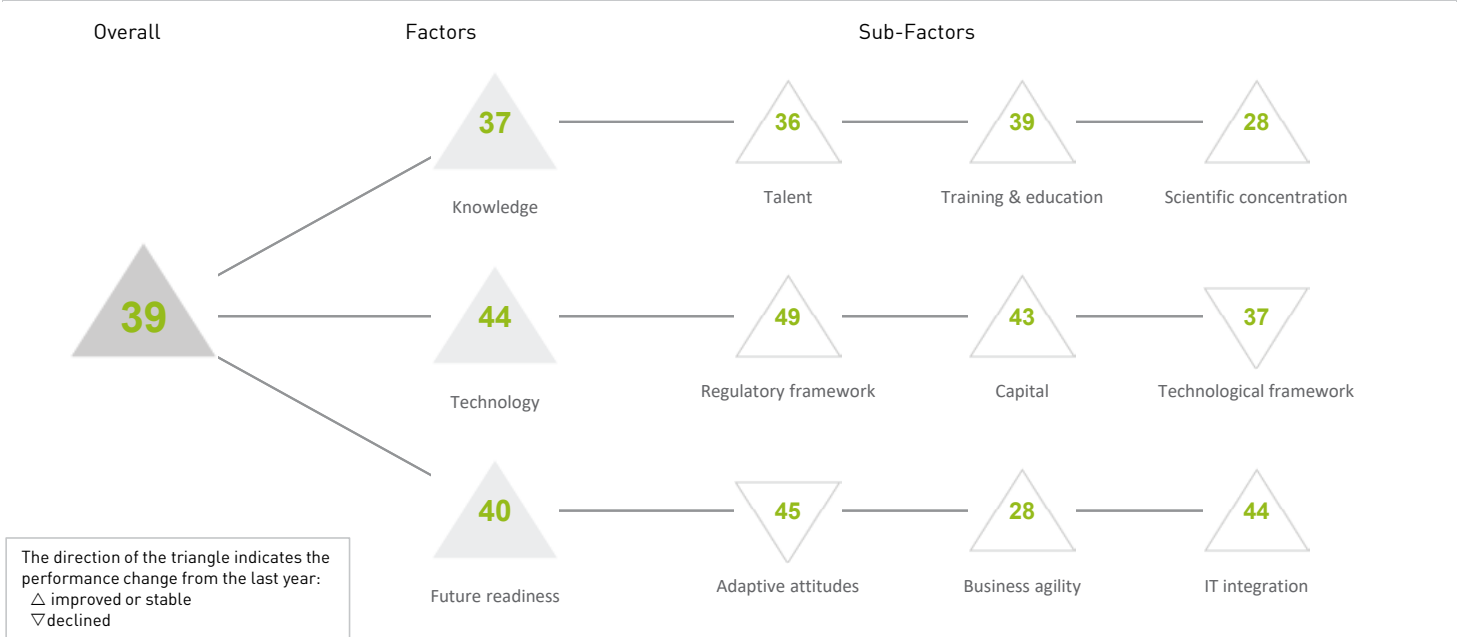 Overall
Factors
Sub-Factors
37
36
39
28
Knowledge
Talent
Training & education
Scientific concentration
39
44
49
43
37
Technology
Regulatory framework
Capital
Technological framework
40
45
28
44
Future readiness
Adaptive attitudes
Business agility
IT integration
The direction of the triangle indicates the
performance change from the last year:
△ improved or stable
▽declined